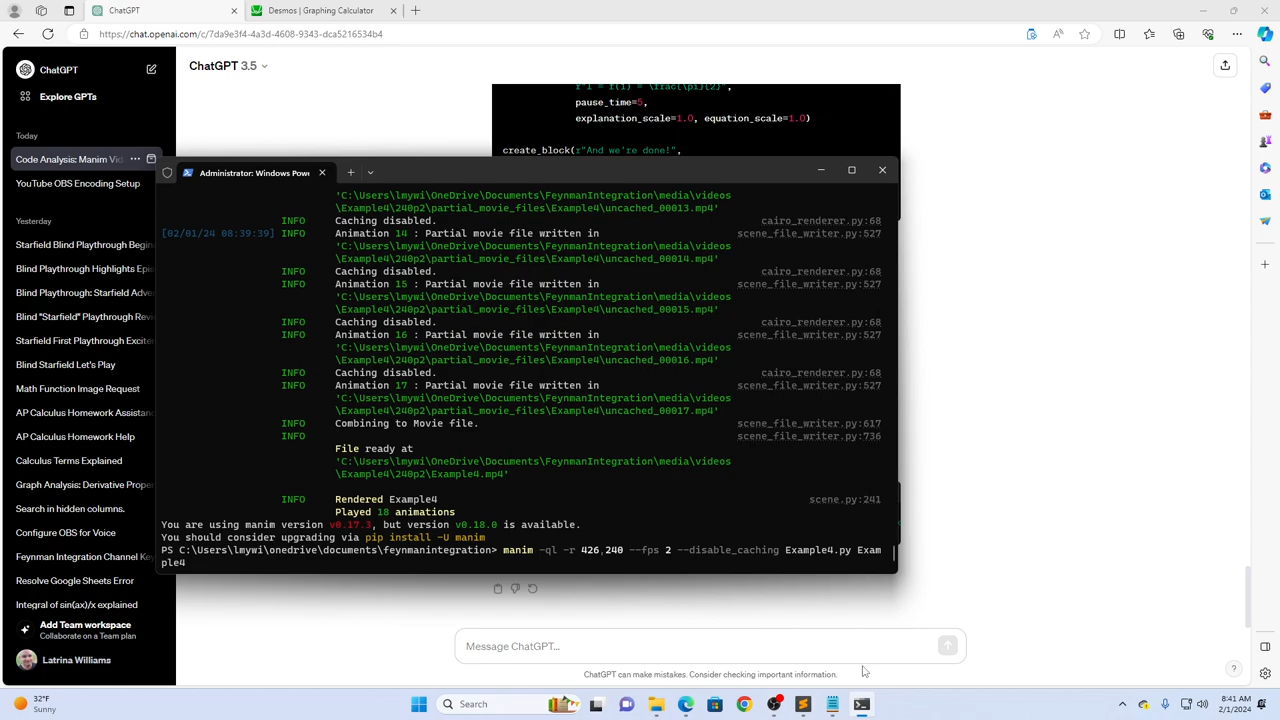 ChatGPT
Desmos | Graphing Calculator
https://chat.openai.com/c/7da9e3f4-4a3d-4608-9343-dca5216534b4
ChatGPT
Explore GPTs
Today
Code Analysis: Manim Vid
YouTube OBS Encoding Setup
Yesterday
Starfield Blind Playthrough Begin
Blind Playthrough Highlights Epis
Blind Playthrough: Starfield Adve
Blind "Starfield" Playthrough Revi
Starfield First Playthrough Exciter
Blind Starfield Let's Play
Math Function Image Request
AP Calculus Homework Assistanc
AP Calculus Homework Help
Calculus Terms Explained
Graph Analysis: Derivative Proper
Search in hidden columns.
Configure OBS for Voice
Feynman Integration Channel Key
Resolve Google Sheets Error
Integral of sin(ax)/x explained
Add Team workspace
Collaborate on a Team plan
Latrina Williams
ChatGPT 3.5
r"I = f(1) = \frac{\pi}{2}",
pause_time=5,
explanation_scale=1.0, equation_scale=1.0)
create_block(r"And we're done!",
Administrator: Windows Powe
'C:\Users\lmywi\OneDrive\Documents\FeynmanIntegration\media\videos
\Example4\240p2\partial_movie_files\Example4\uncached_00013.mp4'
INFO Caching disabled. cairo_renderer.py:68
[02/01/24 08:39:39] INFO Animation 14 : Partial movie file written in scene_file_writer.py:527
'C:\Users\lmywi\OneDrive\Documents\FeynmanIntegration\media\videos
\Example4\240p2\partial_movie_files\Example4\uncached_00014.mp4'
INFO Caching disabled. cairo_renderer.py:68
INFO Animation 15 : Partial movie file written in scene_file_writer.py:527
'C:\Users\lmywi\OneDrive\Documents\FeynmanIntegration\media\videos
\Example4\240p2\partial_movie_files\Example4\uncached_00015.mp4'
INFO Caching disabled. cairo_renderer.py:68
INFO Animation 16 : Partial movie file written in scene_file_writer.py:527
'C:\Users\lmywi\OneDrive\Documents\FeynmanIntegration\media\videos
\Example4\240p2\partial_movie_files\Example4\uncached_00016.mp4'
INFO Caching disabled. cairo_renderer.py:68
INFO Animation 17 : Partial movie file written in scene_file_writer.py:527
'C:\Users\lmywi\OneDrive\Documents\FeynmanIntegration\media\videos
\Example4\240p2\partial_movie_files\Example4\uncached_00017.mp4'
INFO Combining to Movie file. scene_file_writer.py:617
INFO scene_file_writer.py:736
File ready at
'C:\Users\lmywi\OneDrive\Documents\FeynmanIntegration\media\videos
\Example4\240p2\Example4.mp4'
INFO Rendered Example4 scene.py:241
Played 18 animations
You are using manim version v0.17.3, but version v0.18.0 is available.
You should consider upgrading via pip install -U manim
PS C:\Users\lmywi\onedrive\documents\feynmanintegration> manim -ql -r 426,240 --fps 2 --disable_caching Example4.py Exam
ple4
Message ChatGPT...
ChatGPT can make mistakes. Consider checking important information.
?
32°F
Sunny
Search
8:41 AM
2/1/2024